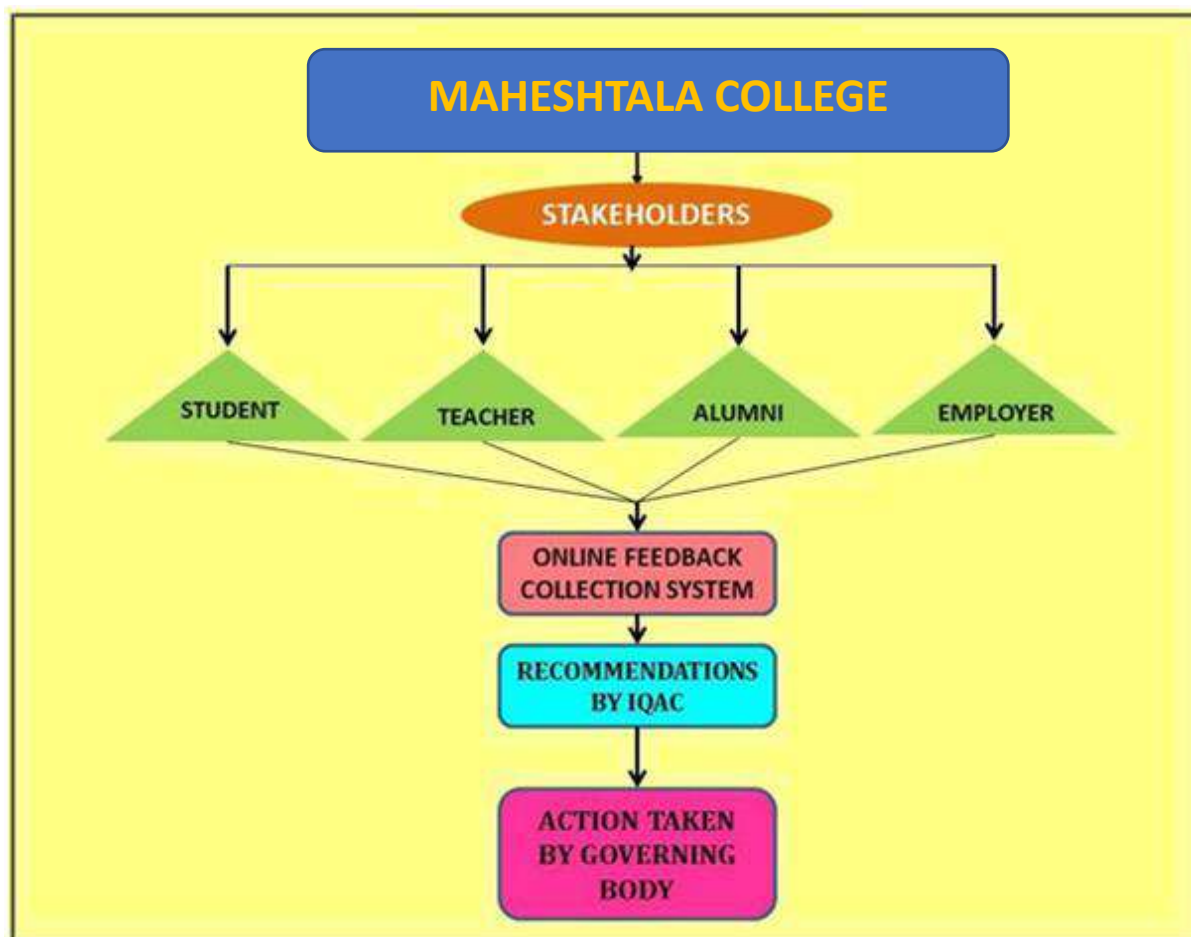 MAHESHTALA COLLEGE
STAKEHOLDERS
STUDENT
TEACHER
ALUMNI
EMPLOYER
ONLINE FEEDBACK
COLLECTION SYSTEM
RECOMMENDATIONS
BY IQAC
ACTION TAKEN
BY GOVERNING
BODY